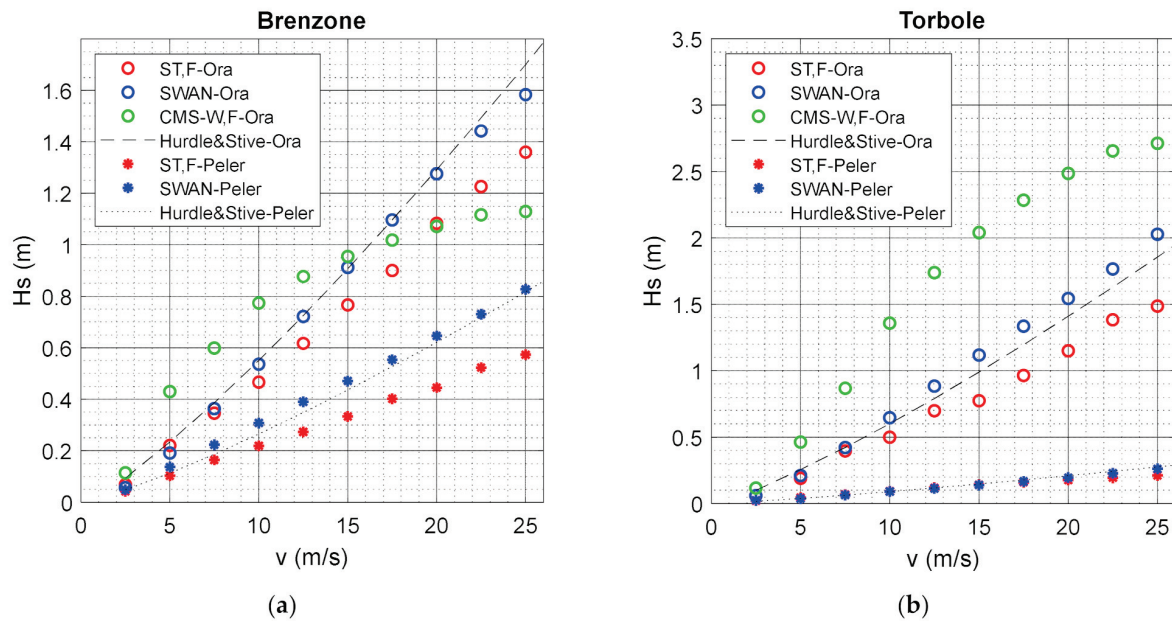 Brenzone
ST,F-Ora
SWAN-Ora
CMS-W,F-Ora
Hurdle&Stive-Ora
ST,F-Peler
SWAN-Peler
Hurdle&Stive-Peler
1.6
1.4
1.2
1
0.8
0.6
0.4
0.2
0
Hs (m)
0 5 10 15 20 25
v (m/s)
(a)
Torbole
ST,F-Ora
SWAN-Ora
CMS-W,F-Ora
Hurdle&Stive-Ora
ST,F-Peler
SWAN-Peler
Hurdle&Stive-Peler
3.5
3
2.5
2
1.5
1
0.5
0
Hs (m)
0 5 10 15 20 25
v (m/s)
(b)